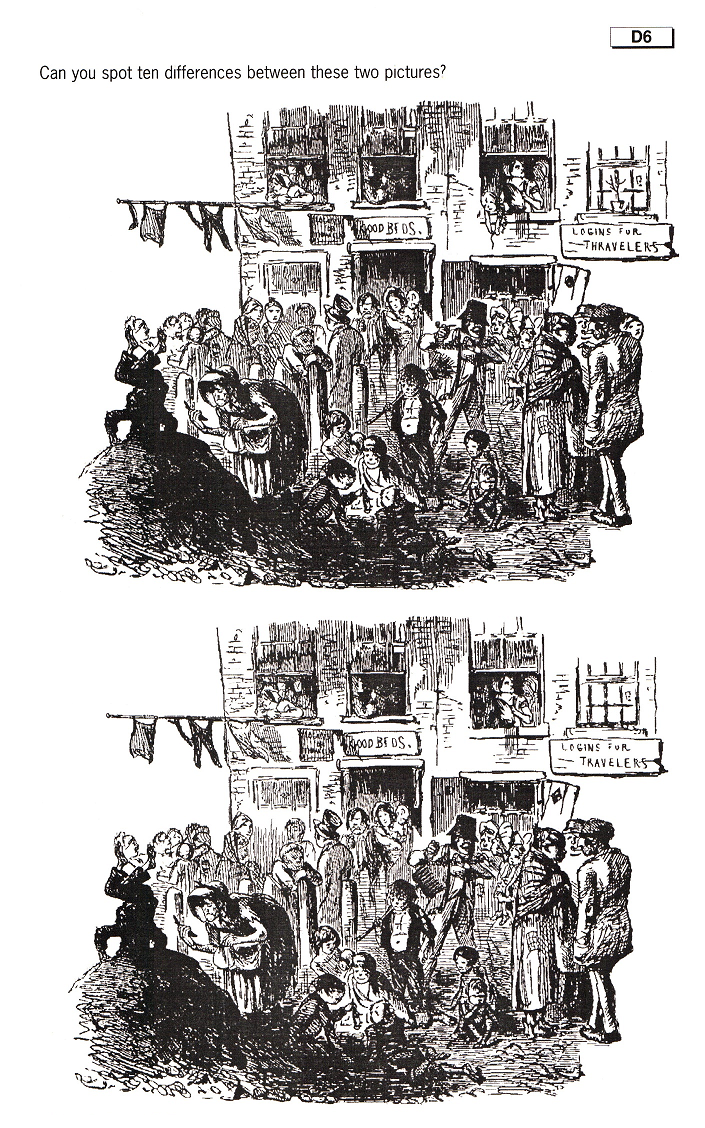 D6
Can you spot ten differences between these two pictures?
GOOD BEDS.
LOGINS FUR
THRAVELERS
GOOD BEDS.
LOGINS FUR
TRAVELERS